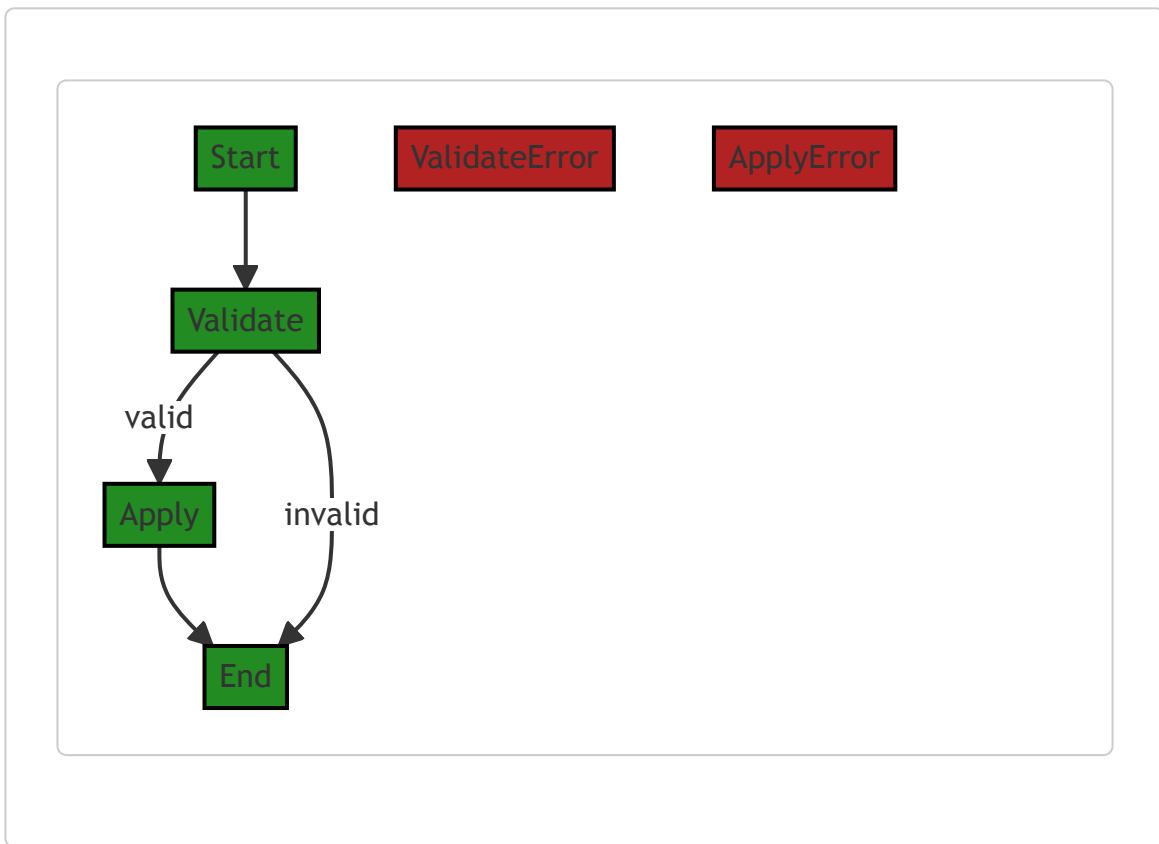 Start
ValidateError
ApplyError
Validate
valid
Apply
invalid
End